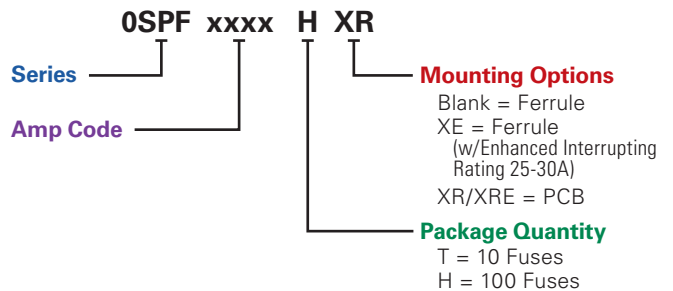 0SPF xxxx H XR
Series
Amp Code
Mounting Options
Blank = Ferrule
XE = Ferrule
(w/Enhanced Interrupting
Rating 25-30A)
XR/XRE = PCB
Package Quantity
T = 10 Fuses
H = 100 Fuses